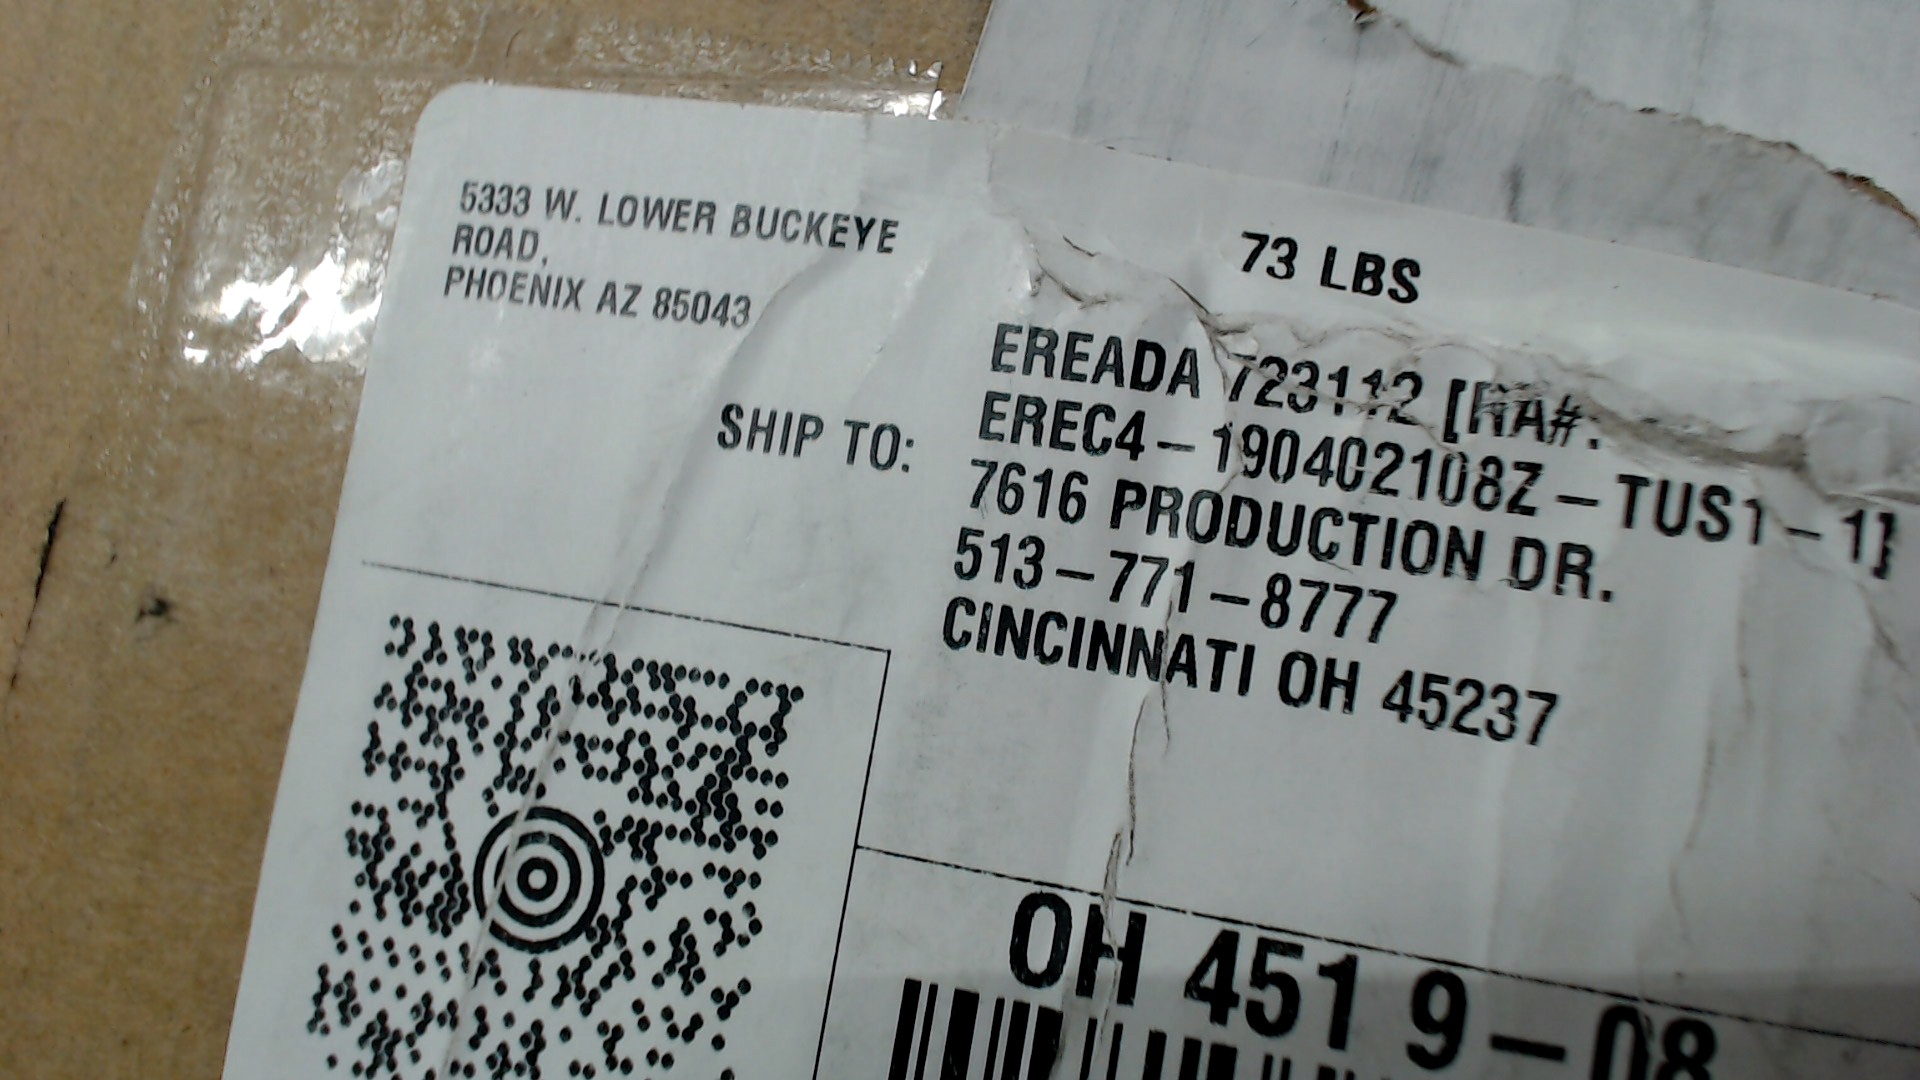 5333 W. LOWER BUCKEYE
ROAD,
PHOENIX AZ 85043
73 LBS
SHIP TO:
EREADA 723112 [RA#:
EREC4-190402108Z-TUS1-1]
7616 PRODUCTION DR.
513-771-8777
CINCINNATI OH 45237
OH 451 9-08